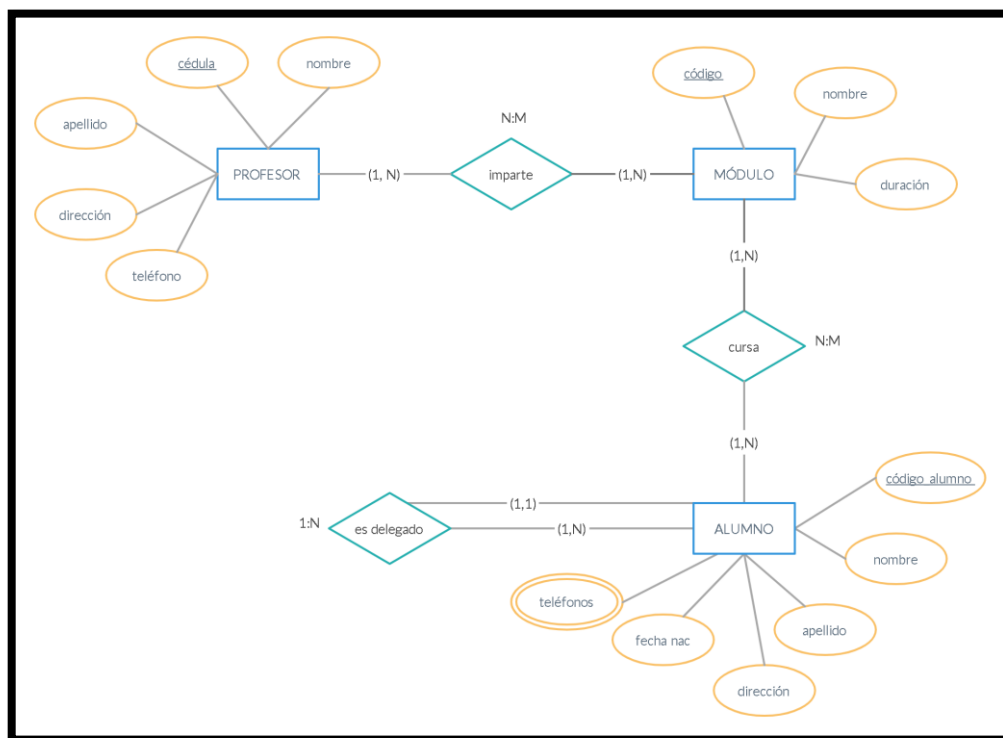 cédula
nombre
código
nombre
apellido
N:M
PROFESOR
(1, N)
imparte
(1,N)
MÓDULO
duración
dirección
teléfono
(1,N)
cursa
N:M
(1,N)
código_alumno
1:N
es delegado
(1,1)
(1,N)
ALUMNO
nombre
teléfonos
fecha nac
apellido
dirección